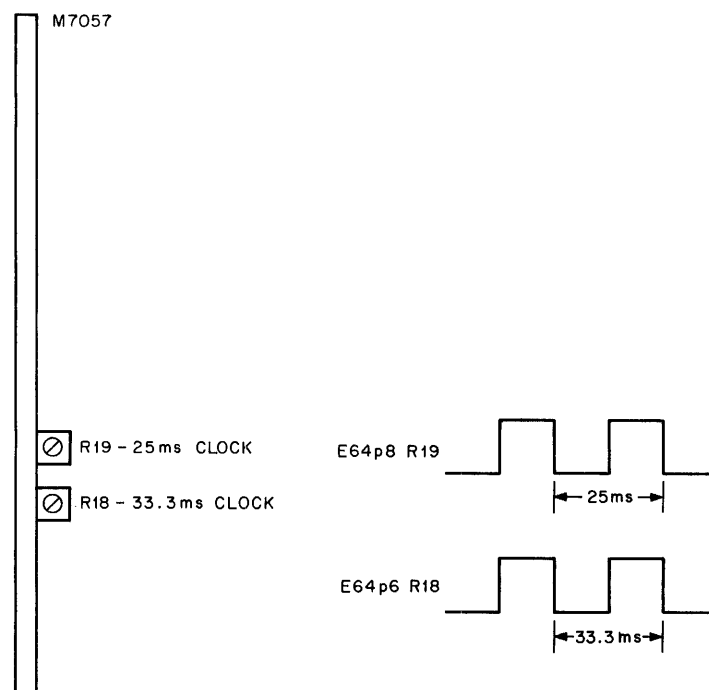 M7057
R19 - 25ms CLOCK
R18 - 33.3ms CLOCK
E64p8 R19
25ms
E64p6 R18
33.3ms